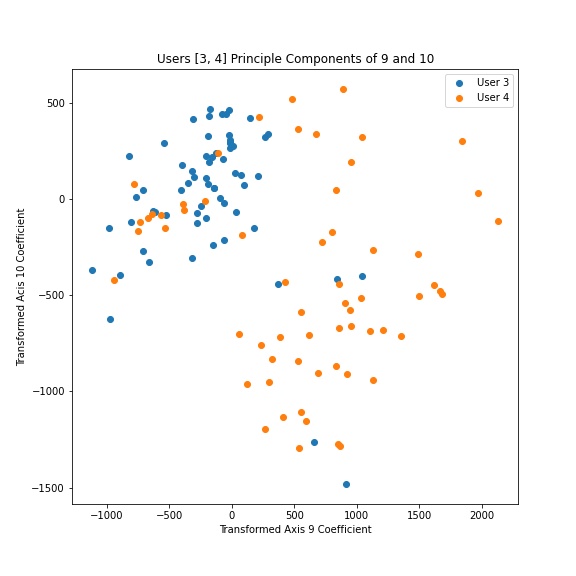 Users [3, 4] Principle Components of 9 and 10
User 3
User 4
Transformed Acis 10 Coefficient
500
0
−500
−1000
−1500
−1000
−500
0
500
1000
1500
2000
Transformed Axis 9 Coefficient